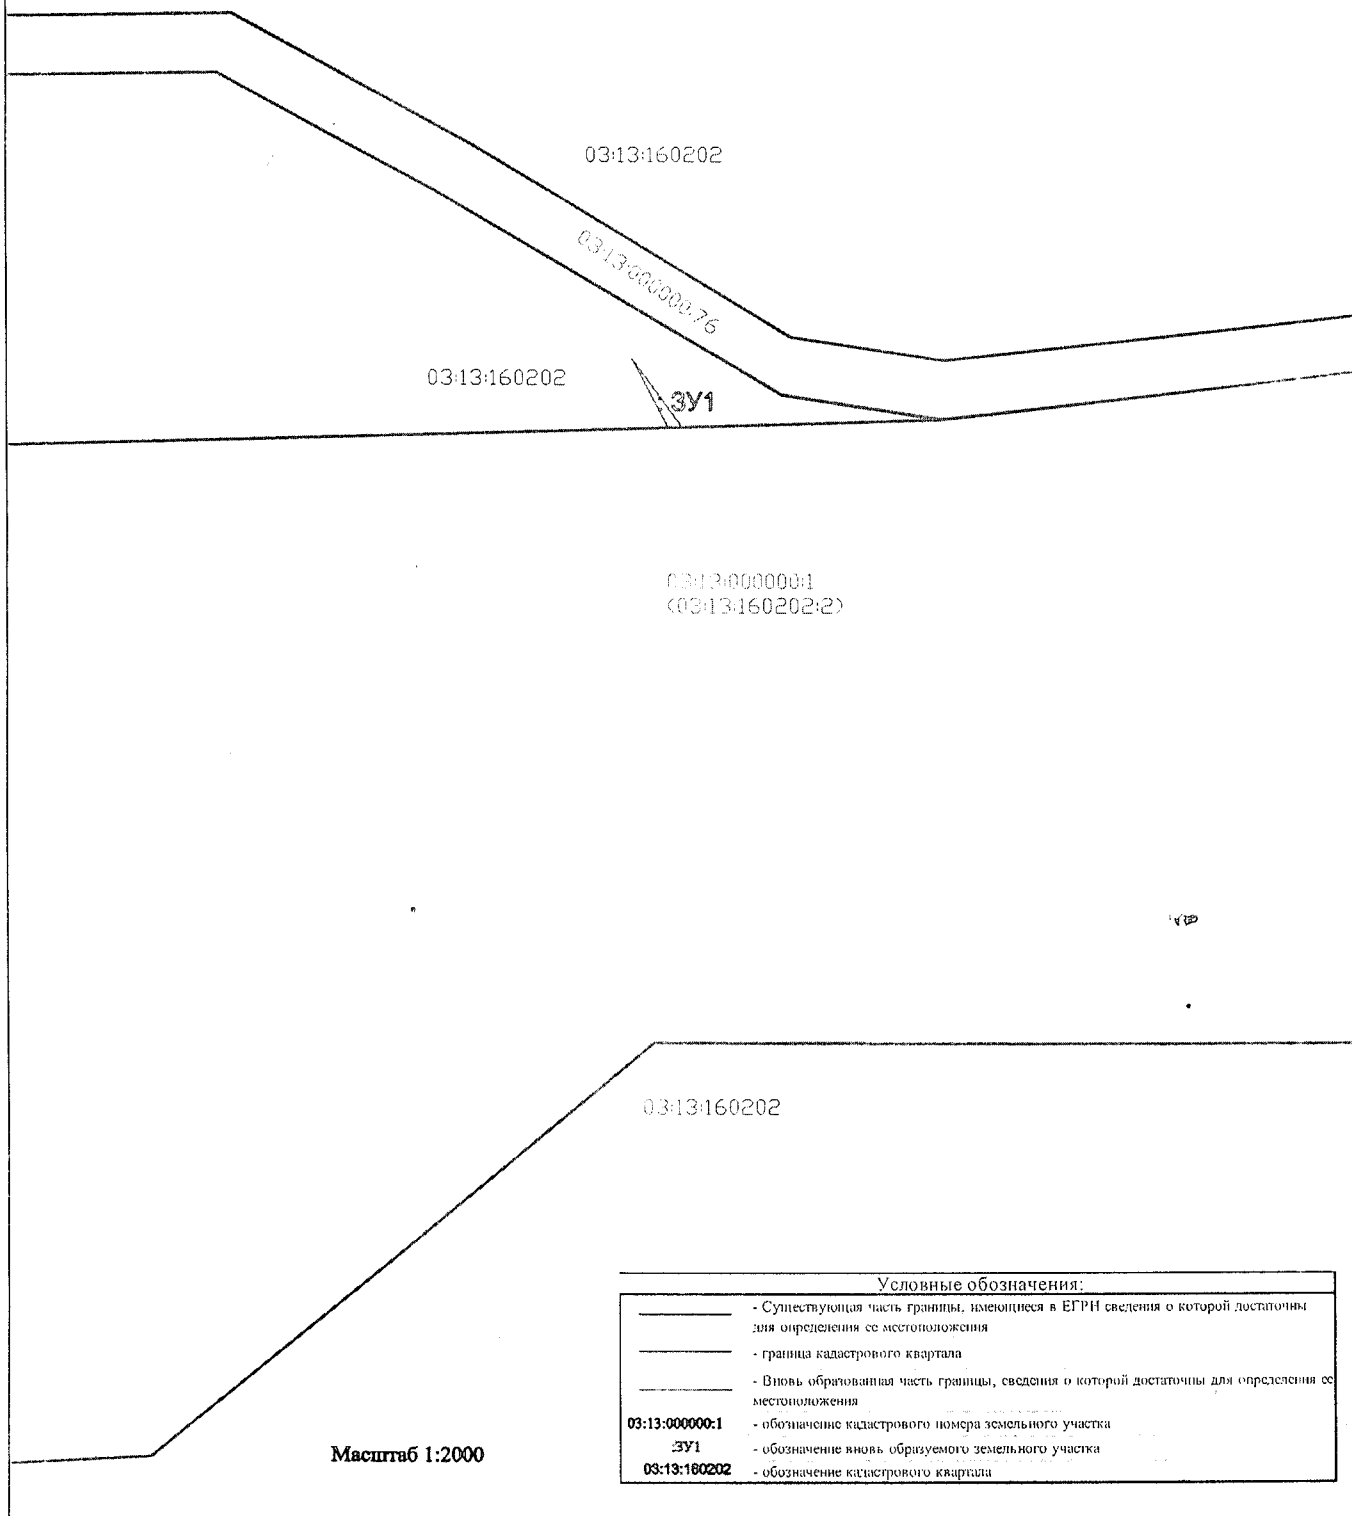 03:13:160202
03:13:000000:76
03:13:160202
:ЗУ1
03:13:000000:1
(03:13:160202:2)
03:13:160202
Масштаб 1:2000
Условные обозначения:
- Существующая часть границы, имеющиеся в ЕГРН сведения о которой достаточны
для определения ее местоположения
- граница кадастрового квартала
- Вновь образованная часть границы, сведения о которой достаточны для определения ее
местоположения
03:13:000000:1 - обозначение кадастрового номера земельного участка
:ЗУ1 - обозначение вновь образуемого земельного участка
03:13:160202 - обозначение кадастрового квартала